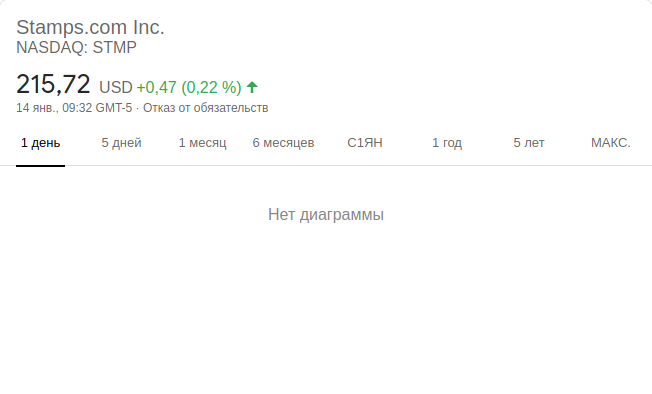 Stamps.com Inc.
NASDAQ: STMP
215,72 USD +0,47 (0,22 %)
14 янв., 09:32 GMT-5 · Отказ от обязательств
1 день 5 дней 1 месяц 6 месяцев С1ЯН 1 год 5 лет МАКС.
Нет диаграммы